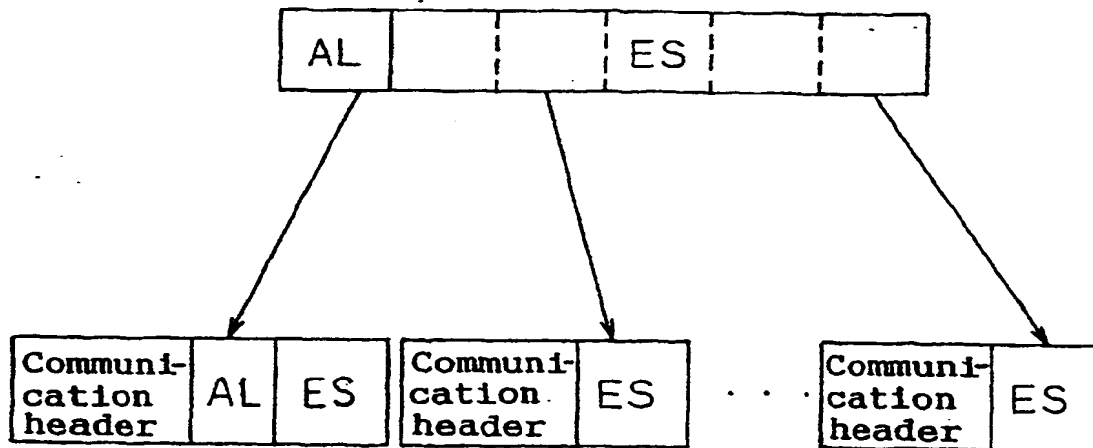 AL ES
Communi-
cation
header
AL ES
Communi-
cation
header
ES
. . .
Communi-
cation
header
ES